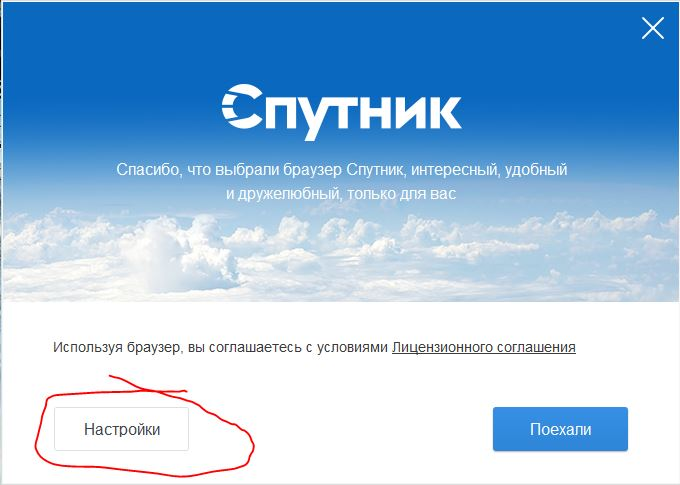 Спутник
Спасибо, что выбрали браузер Спутник, интересный, удобный
и дружелюбный, только для вас
Используя браузер, вы соглашаетесь с условиями Лицензионного соглашения
Настройки
Поехали